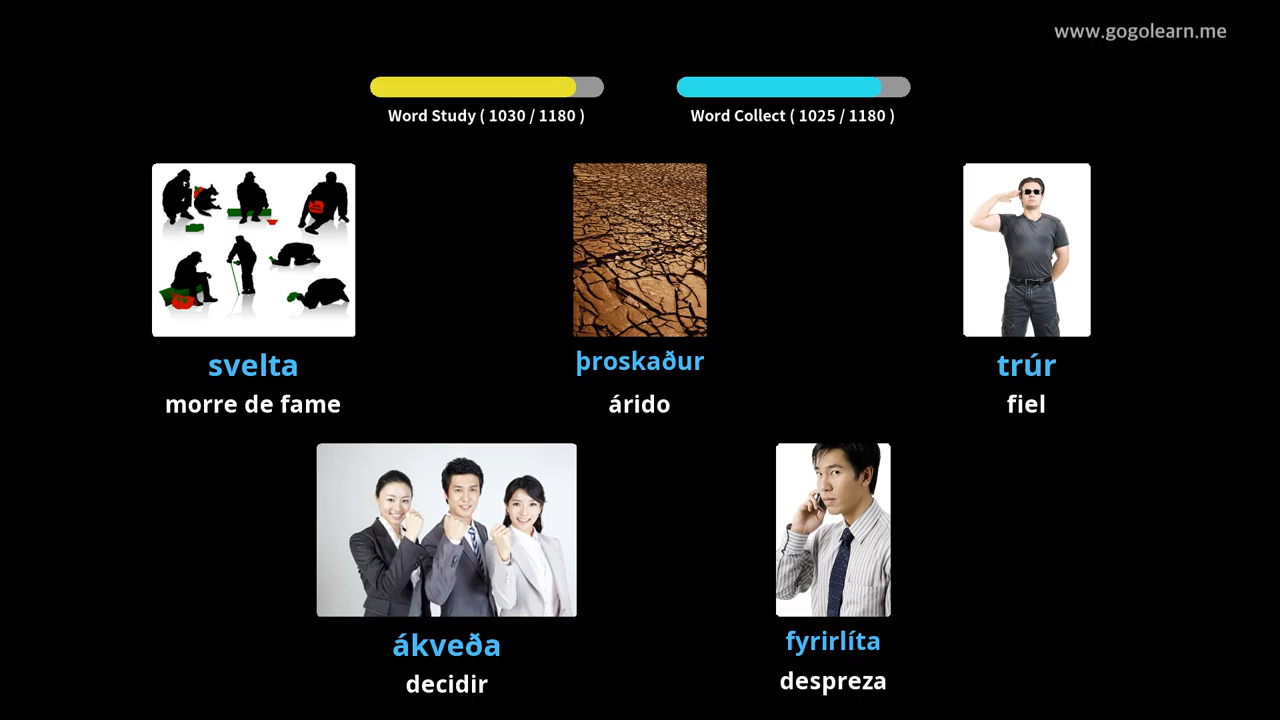 www.gogolearn.me
Word Study ( 1030 / 1180 )
Word Collect ( 1025 / 1180 )
svelta
þroskaður
trúr
morre de fame
árido
fiel
ákveða
fyrirlíta
decidir
despreza